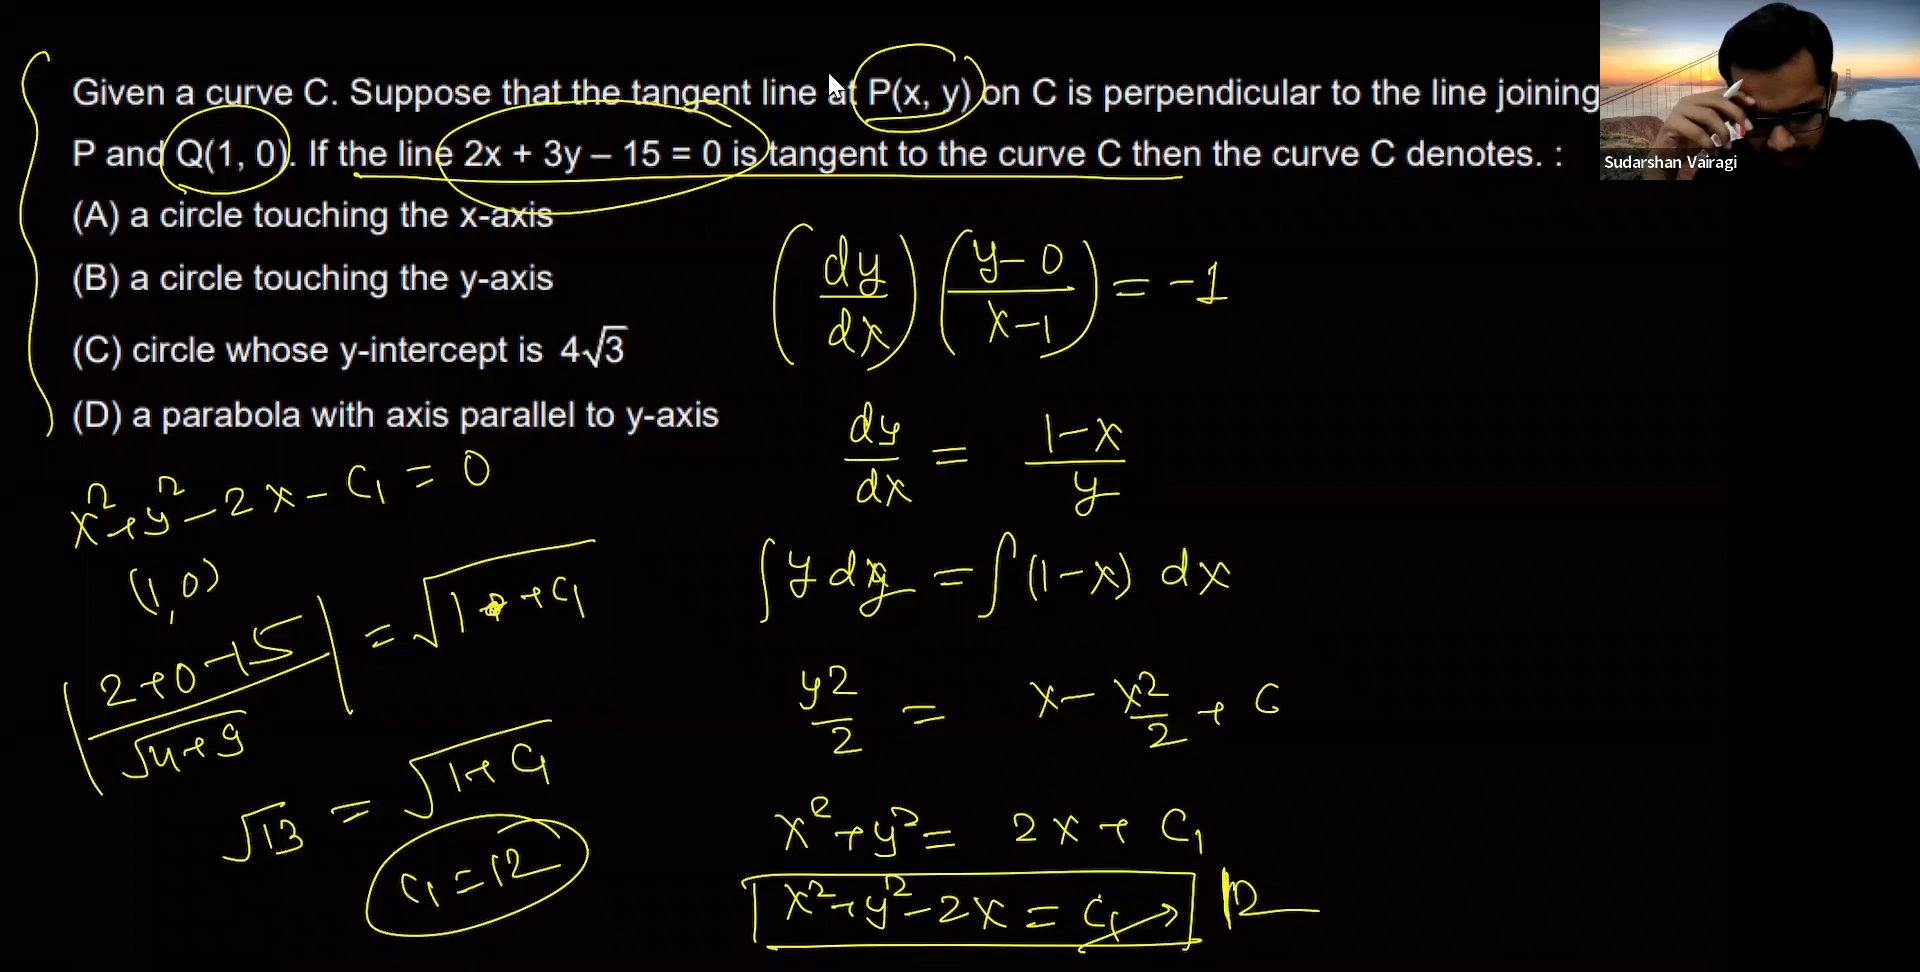 Given a curve C. Suppose that the tangent line at P(x, y) on C is perpendicular to the line joining
P and Q(1, 0). If the line 2x + 3y – 15 = 0 is tangent to the curve C then the curve C denotes. :
(A) a circle touching the x-axis
(B) a circle touching the y-axis
(C) circle whose y-intercept is 4√3
(D) a parabola with axis parallel to y-axis
Sudarshan Vairagi
(dy/dx) (y-0/x-1) = -1
dy/dx = 1-x/y
∫ y dy = ∫ (1-x) dx
y2/2 = x - x2/2 + C
x² + y² = 2x + C₁
x² + y² - 2x = C₁ → 12
x² + y² - 2x - C₁ = 0
(1, 0)
|2+0-15/√4+9| = √1+C₁
√13 = √1+C₁
C₁ = 12